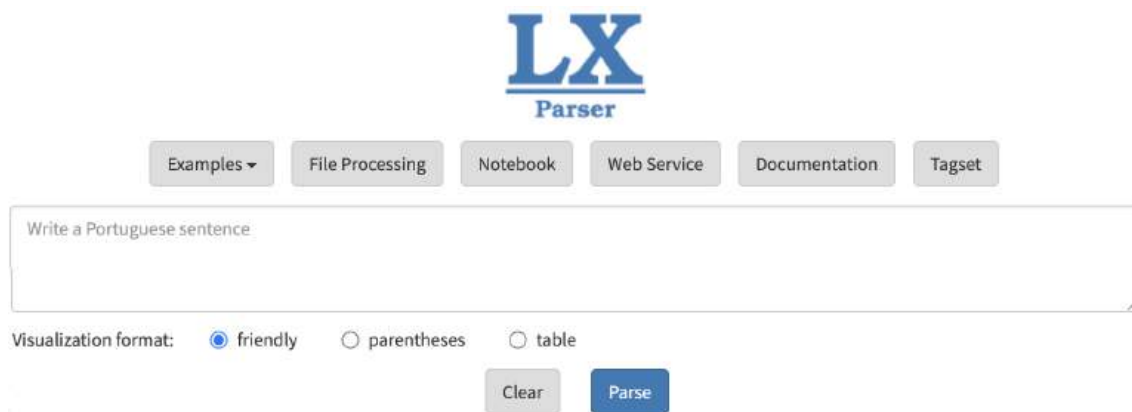 LX
Parser
Examples File Processing Notebook Web Service Documentation Tagset
Write a Portuguese sentence
Visualization format: friendly parentheses table
Clear Parse